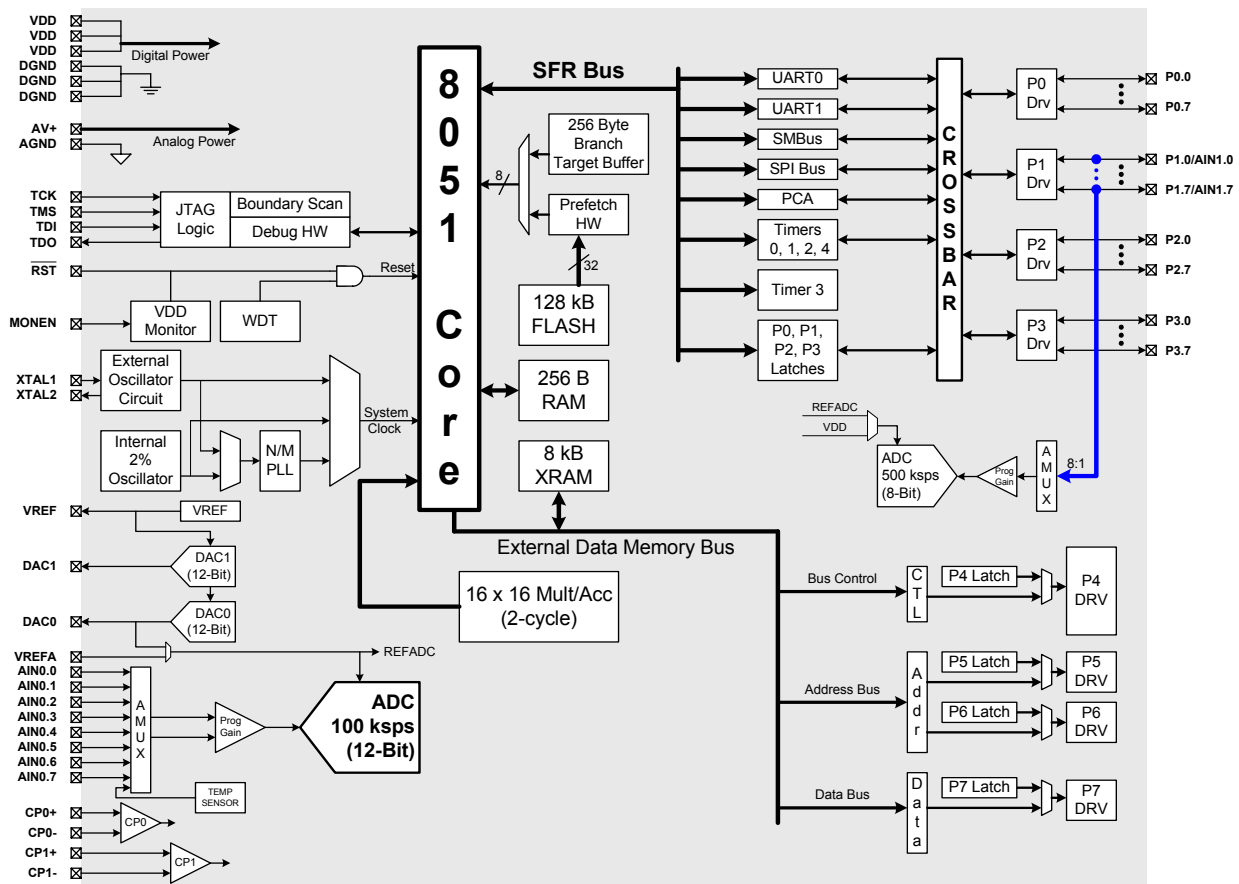 VDD
VDD
VDD
Digital Power
DGND
DGND
DGND
AV+
Analog Power
AGND
TCK
TMS
TDI
TDO
JTAG
Logic
Boundary Scan
Debug HW
RST
Reset
MONEN
VDD
Monitor
WDT
XTAL1
XTAL2
External
Oscillator
Circuit
Internal
2%
Oscillator
N/M
PLL
System
Clock
VREF
VREF
DAC1
DAC1
(12-Bit)
DAC0
DAC0
(12-Bit)
VREFA
REFADC
AIN0.0
AIN0.1
AIN0.2
AIN0.3
AIN0.4
AIN0.5
AIN0.6
AIN0.7
A
M
U
X
Prog
Gain
ADC
100 ksps
(12-Bit)
TEMP
SENSOR
CP0+
CP0-
CP0
CP1+
CP1-
CP1
8
0
5
1
C
o
r
e
SFR Bus
8
256 Byte
Branch
Target Buffer
Prefetch
HW
32
128 kB
FLASH
256 B
RAM
8 kB
XRAM
External Data Memory Bus
16 x 16 Mult/Acc
(2-cycle)
UART0
UART1
SMBus
SPI Bus
PCA
Timers
0, 1, 2, 4
Timer 3
P0, P1,
P2, P3
Latches
C
R
O
S
S
B
A
R
P0
Drv
P0.0
P0.7
P1
Drv
P1.0/AIN1.0
P1.7/AIN1.7
P2
Drv
P2.0
P2.7
P3
Drv
P3.0
P3.7
REFADC
VDD
ADC
500 ksps
(8-Bit)
Prog
Gain
A
M
U
X
8:1
Bus Control
C
T
L
P4 Latch
P4
DRV
Address Bus
A
d
d
r
P5 Latch
P5
DRV
P6 Latch
P6
DRV
Data Bus
D
a
t
a
P7 Latch
P7
DRV